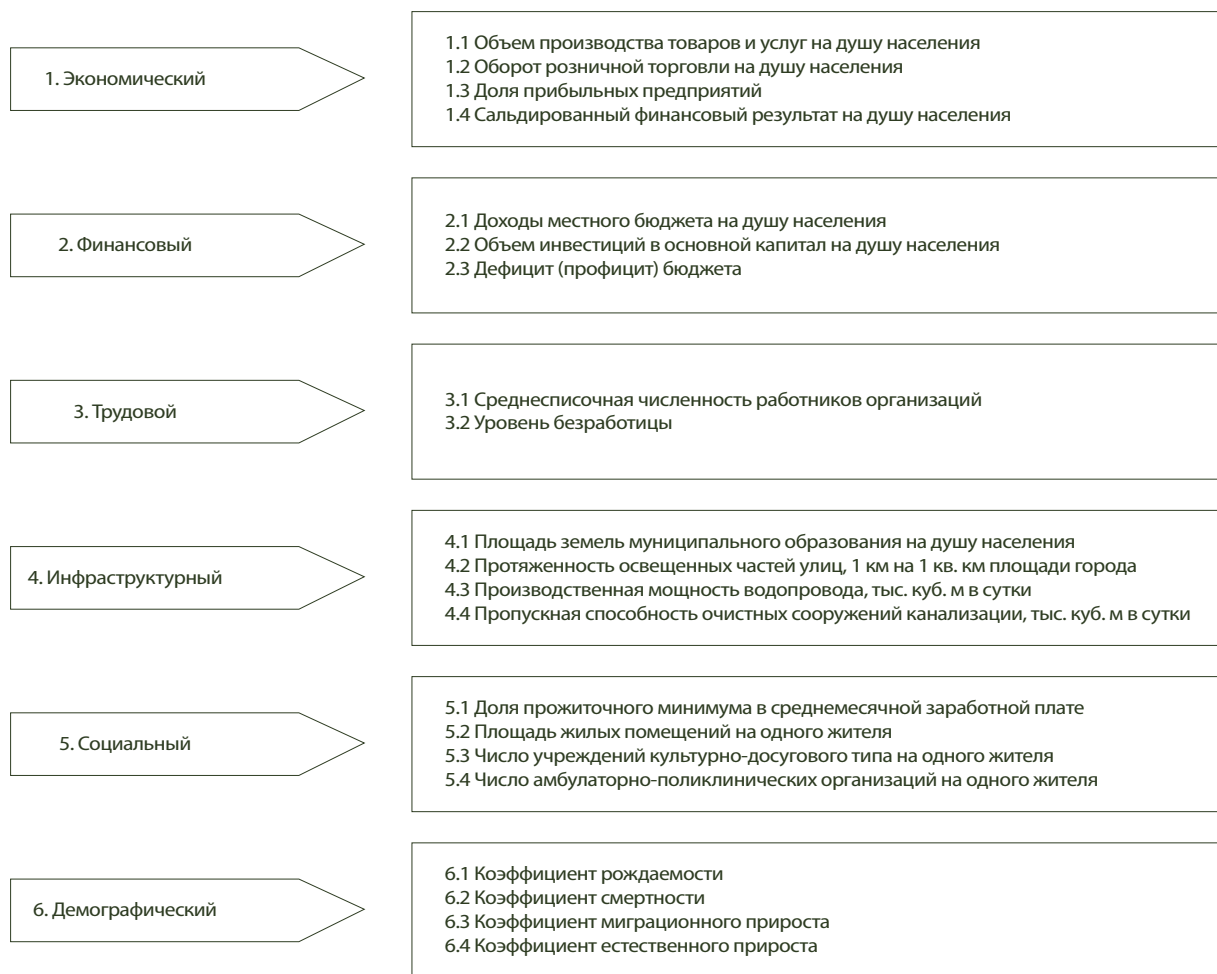 1. Экономический
1.1 Объем производства товаров и услуг на душу населения
1.2 Оборот розничной торговли на душу населения
1.3 Доля прибыльных предприятий
1.4 Сальдированный финансовый результат на душу населения
2. Финансовый
2.1 Доходы местного бюджета на душу населения
2.2 Объем инвестиций в основной капитал на душу населения
2.3 Дефицит (профицит) бюджета
3. Трудовой
3.1 Среднесписочная численность работников организаций
3.2 Уровень безработицы
4. Инфраструктурный
4.1 Площадь земель муниципального образования на душу населения
4.2 Протяженность освещенных частей улиц, 1 км на 1 кв. км площади города
4.3 Производственная мощность водопровода, тыс. куб. м в сутки
4.4 Пропускная способность очистных сооружений канализации, тыс. куб. м в сутки
5. Социальный
5.1 Доля прожиточного минимума в среднемесячной заработной плате
5.2 Площадь жилых помещений на одного жителя
5.3 Число учреждений культурно-досугового типа на одного жителя
5.4 Число амбулаторно-поликлинических организаций на одного жителя
6. Демографический
6.1 Коэффициент рождаемости
6.2 Коэффициент смертности
6.3 Коэффициент миграционного прироста
6.4 Коэффициент естественного прироста